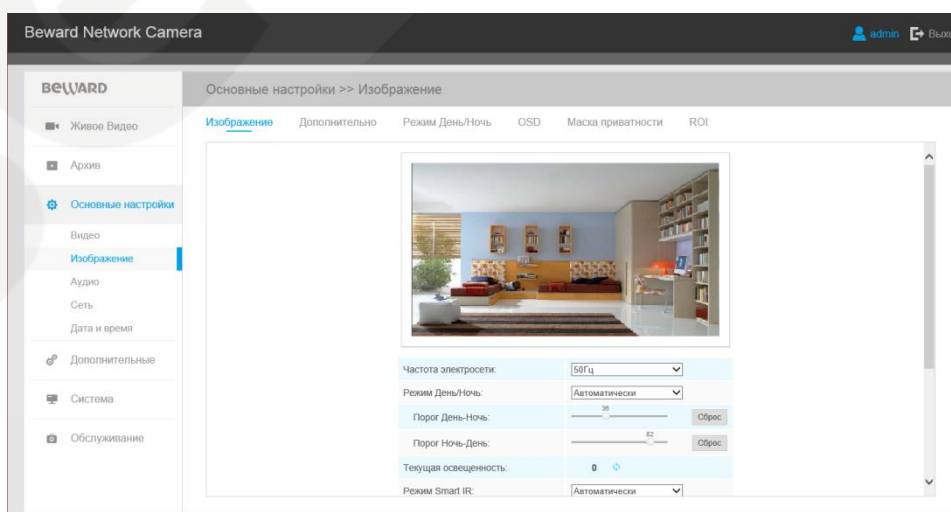 Beward Network Camera
admin
BEWARD
Основные настройки >> Изображение
Живое Видео
Архив
Основные настройки
Видео
Изображение
Аудио
Сеть
Дата и время
Дополнительные
Система
Обслуживание
Изображение Дополнительно Режим День/Ночь OSD Маска приватности ROI
Частота электросети: 50Гц
Режим День/Ночь: Автоматически
Порог День-Ночь: 36 Сброс
Порог Ночь-День: 62 Сброс
Текущая освещенность: 0
Режим Smart IR: Автоматически